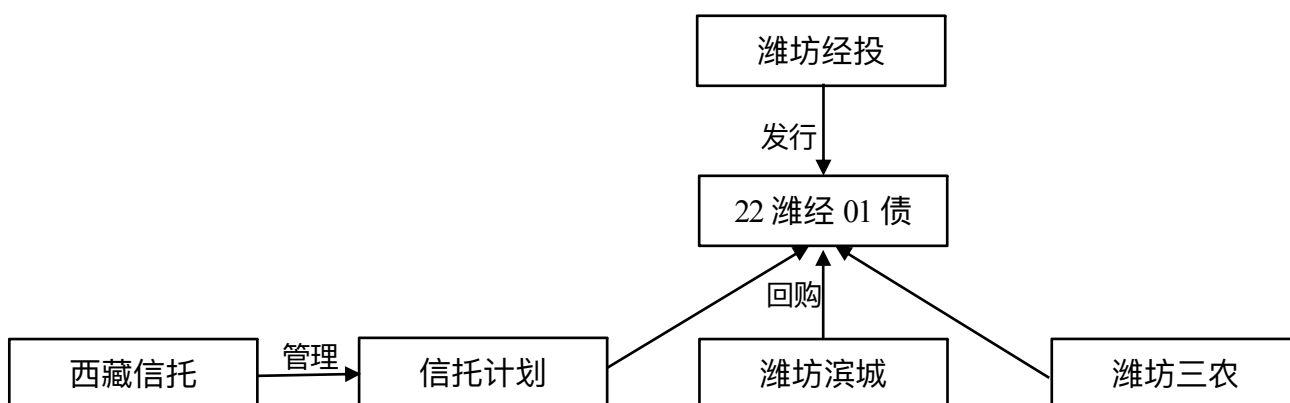 潍坊经投
发行
22 潍经 01 债
回购
西藏信托
管理
信托计划
潍坊滨城
潍坊三农